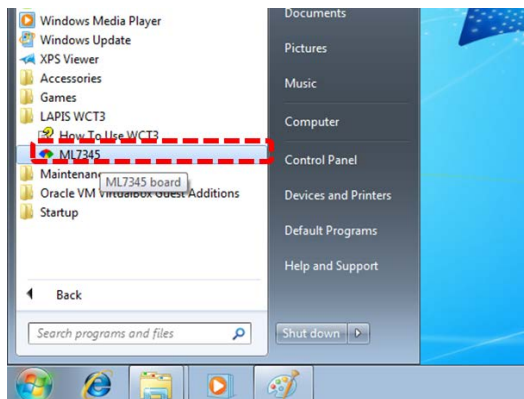 Windows Media Player
Windows Update
XPS Viewer
Accessories
Games
LAPIS WCT3
How To Use WCT3
ML7345
ML7345 board
Maintenance
Oracle VM VirtualBox Guest Additions
Startup
Back
Search programs and files
Documents
Pictures
Music
Computer
Control Panel
Devices and Printers
Default Programs
Help and Support
Shut down